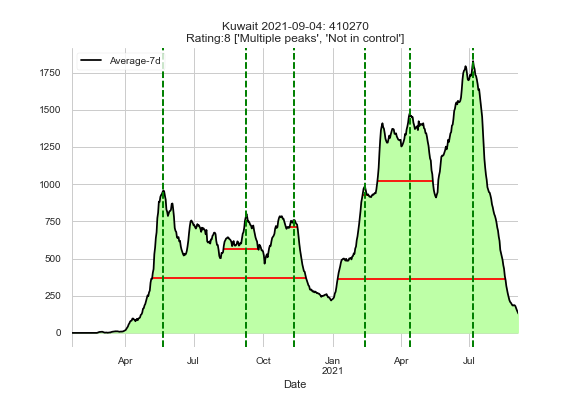 Kuwait 2021-09-04: 410270
Rating:8 ['Multiple peaks', 'Not in control']
Average-7d
1750
1500
1250
1000
750
500
250
0
Apr Jul Oct Jan Apr Jul
2021
Date